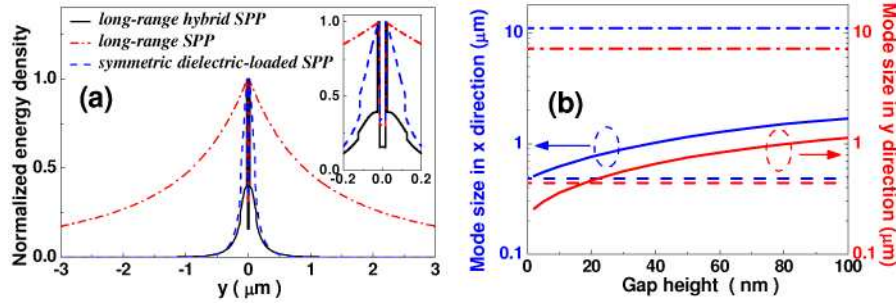 long-range hybrid SPP
long-range SPP
symmetric dielectric-loaded SPP
(a)
Normalized energy density
1.0
0.5
0.0
-3 -2 -1 0 1 2 3
y ( μm )
1.0
0.5
0.0
-0.2 0.0 0.2
(b)
Mode size in x direction (μm)
10
1
0.1
0 20 40 60 80 100
Gap height ( nm )
10
1
0.1
Mode size in y direction (μm)